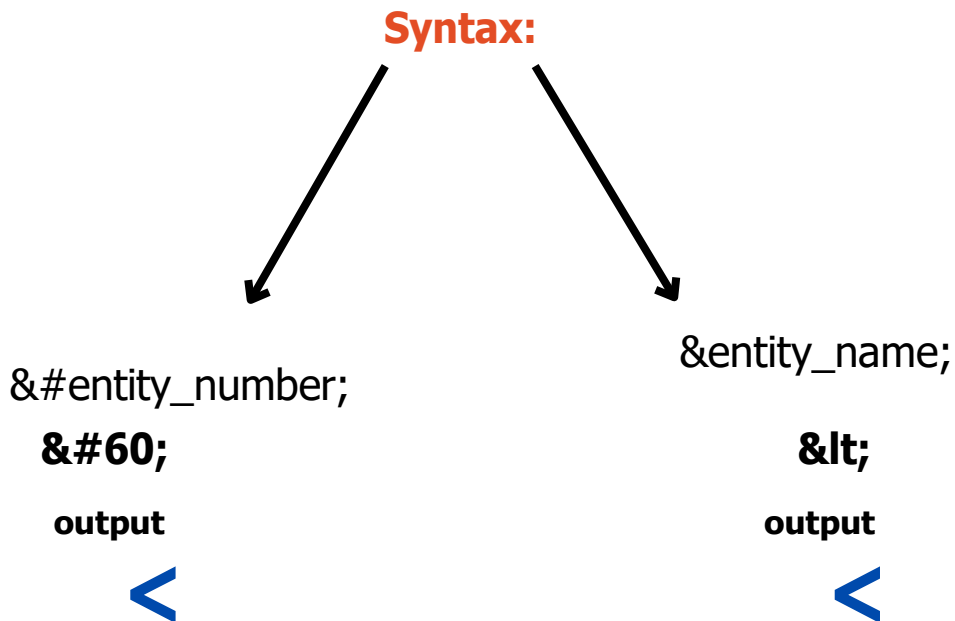 Syntax:
&#entity_number;
&#60;
output
<
&entity_name;
&lt;
output
<